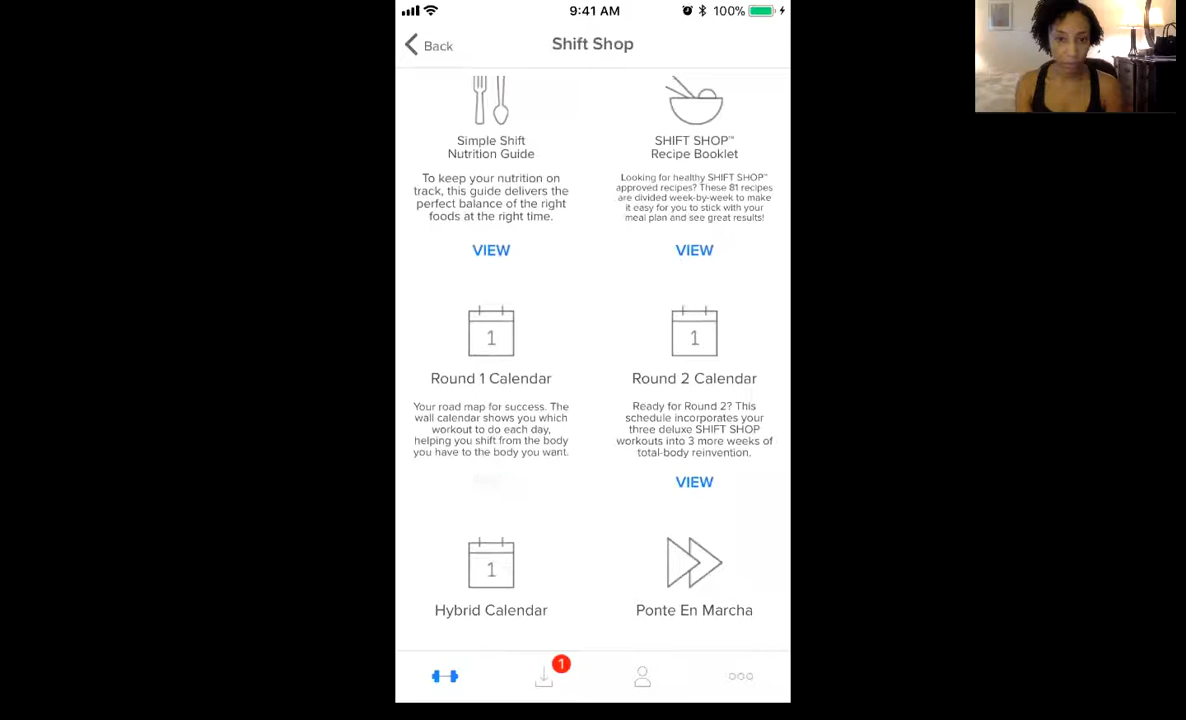 9:41 AM
100%
Back
Shift Shop
Simple Shift
Nutrition Guide
To keep your nutrition on
track, this guide delivers the
perfect balance of the right
foods at the right time.
VIEW
SHIFT SHOP™
Recipe Booklet
Looking for healthy SHIFT SHOP™
approved recipes? These 81 recipes
are divided week-by-week to make
it easy for you to stick with your
meal plan and see great results!
VIEW
1
Round 1 Calendar
Your road map for success. The
wall calendar shows you which
workout to do each day,
helping you shift from the body
you have to the body you want.
1
Round 2 Calendar
Ready for Round 2? This
schedule incorporates your
three deluxe SHIFT SHOP
workouts into 3 more weeks of
total-body reinvention.
VIEW
1
Hybrid Calendar
Ponte En Marcha
1